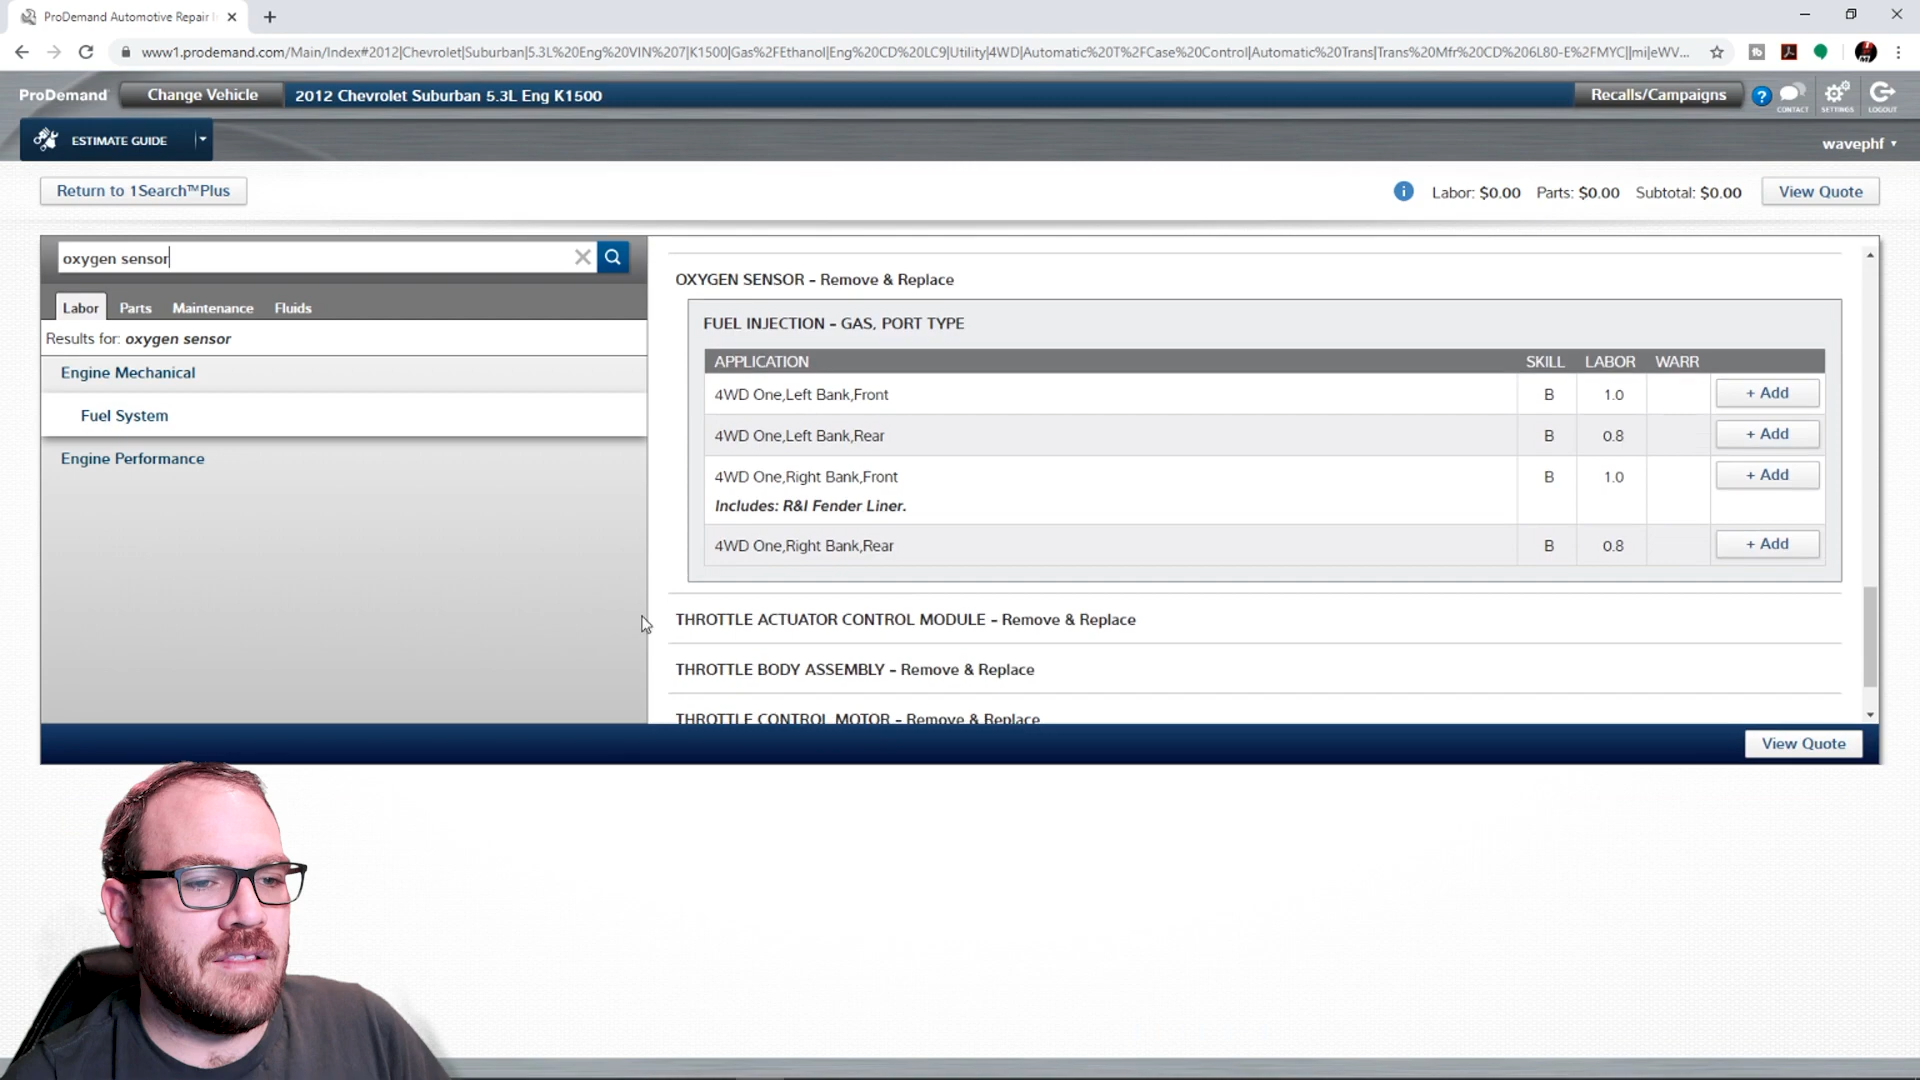 ProDemand Automotive Repair I
www1.prodemand.com/Main/Index#2012|Chevrolet|Suburban|5.3L%20Eng%20VIN%207|K1500|Gas%2FEthanol|Eng%20CD%20LC9|Utility|4WD|Automatic%20T%2FCase%20Control|Automatic%20Trans|Trans%20Mfr%20CD%206L80-E%2FMYC||mi|eWV...
ProDemand Change Vehicle 2012 Chevrolet Suburban 5.3L Eng K1500 Recalls/Campaigns ? CONTACT SETTINGS LOGOUT
ESTIMATE GUIDE wavephf
Return to 1Search™Plus i Labor: $0.00 Parts: $0.00 Subtotal: $0.00 View Quote
oxygen sensor
Labor Parts Maintenance Fluids
Results for: oxygen sensor
Engine Mechanical
Fuel System
Engine Performance
OXYGEN SENSOR - Remove & Replace
FUEL INJECTION - GAS, PORT TYPE
APPLICATION SKILL LABOR WARR
4WD One,Left Bank,Front B 1.0 + Add
4WD One,Left Bank,Rear B 0.8 + Add
4WD One,Right Bank,Front B 1.0 + Add
Includes: R&I Fender Liner.
4WD One,Right Bank,Rear B 0.8 + Add
THROTTLE ACTUATOR CONTROL MODULE - Remove & Replace
THROTTLE BODY ASSEMBLY - Remove & Replace
THROTTLE CONTROL MOTOR - Remove & Replace
View Quote